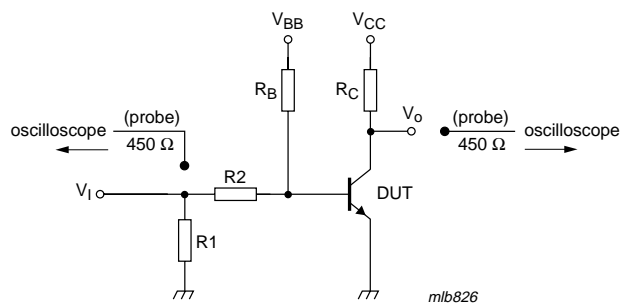 VBB
VCC
RB
RC
Vo
(probe)
450 Ω
oscilloscope
(probe)
450 Ω
oscilloscope
R2
VI
DUT
R1
mlb826